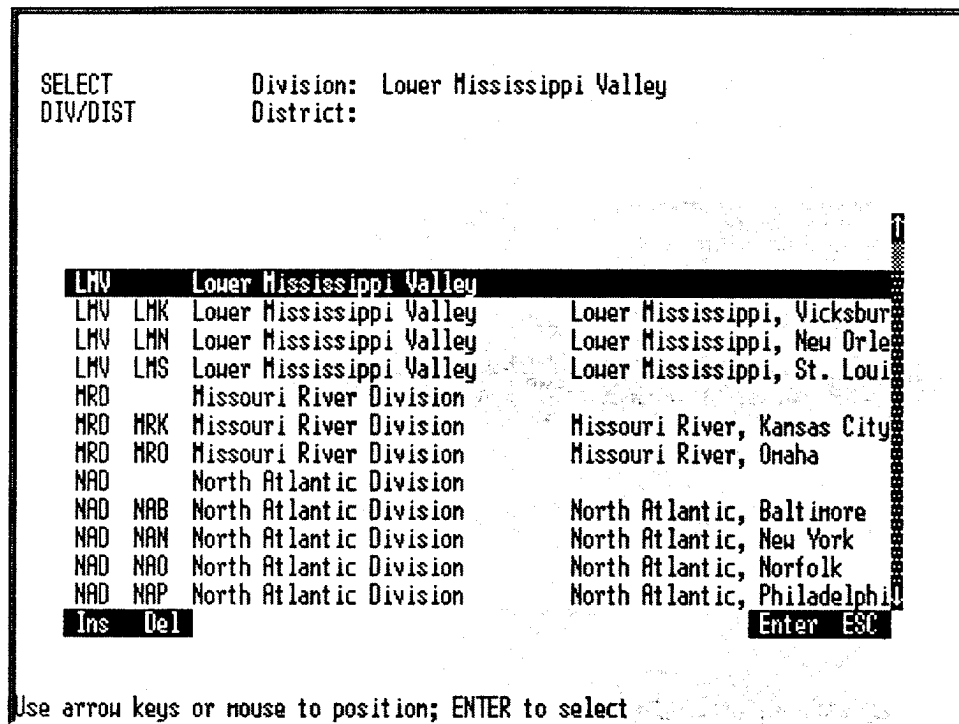 SELECT Division: Lower Mississippi Valley
DIV/DIST District:
↑
LMV Lower Mississippi Valley
LMV LMK Lower Mississippi Valley Lower Mississippi, Vicksbur
LMV LMN Lower Mississippi Valley Lower Mississippi, New Orle
LMV LMS Lower Mississippi Valley Lower Mississippi, St. Loui
MRD Missouri River Division
MRD MRK Missouri River Division Missouri River, Kansas City
MRD MRO Missouri River Division Missouri River, Omaha
NAD North Atlantic Division
NAD NAB North Atlantic Division North Atlantic, Baltimore
NAD NAN North Atlantic Division North Atlantic, New York
NAD NAO North Atlantic Division North Atlantic, Norfolk
NAD NAP North Atlantic Division North Atlantic, Philadelphi↓
Ins Del Enter ESC
Use arrow keys or mouse to position; ENTER to select